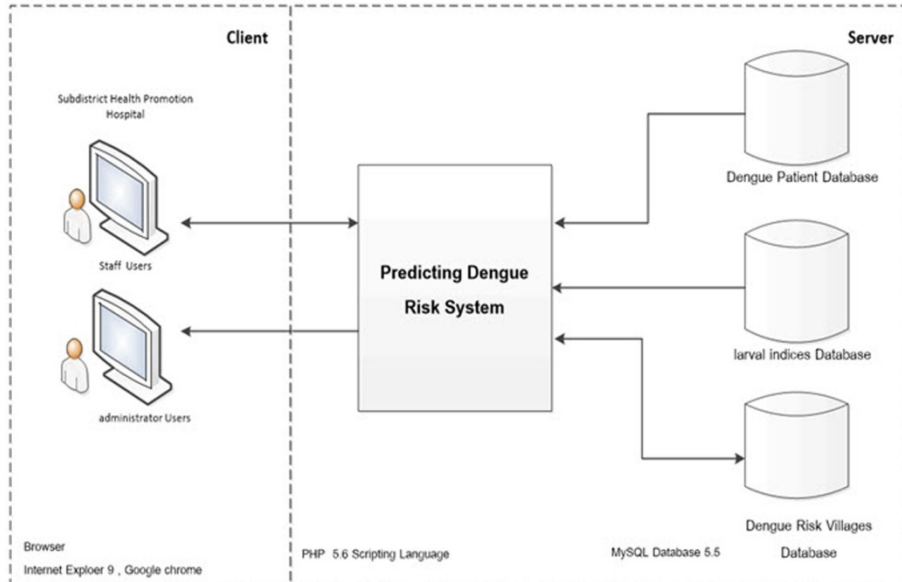 Client
Server
Subdistrict Health Promotion
Hospital
Staff Users
administrator Users
Predicting Dengue
Risk System
Dengue Patient Database
larval indices Database
Dengue Risk Villages
Database
Browser
Internet Exploer 9 , Google chrome
PHP 5.6 Scripting Language
MySQL Database 5.5